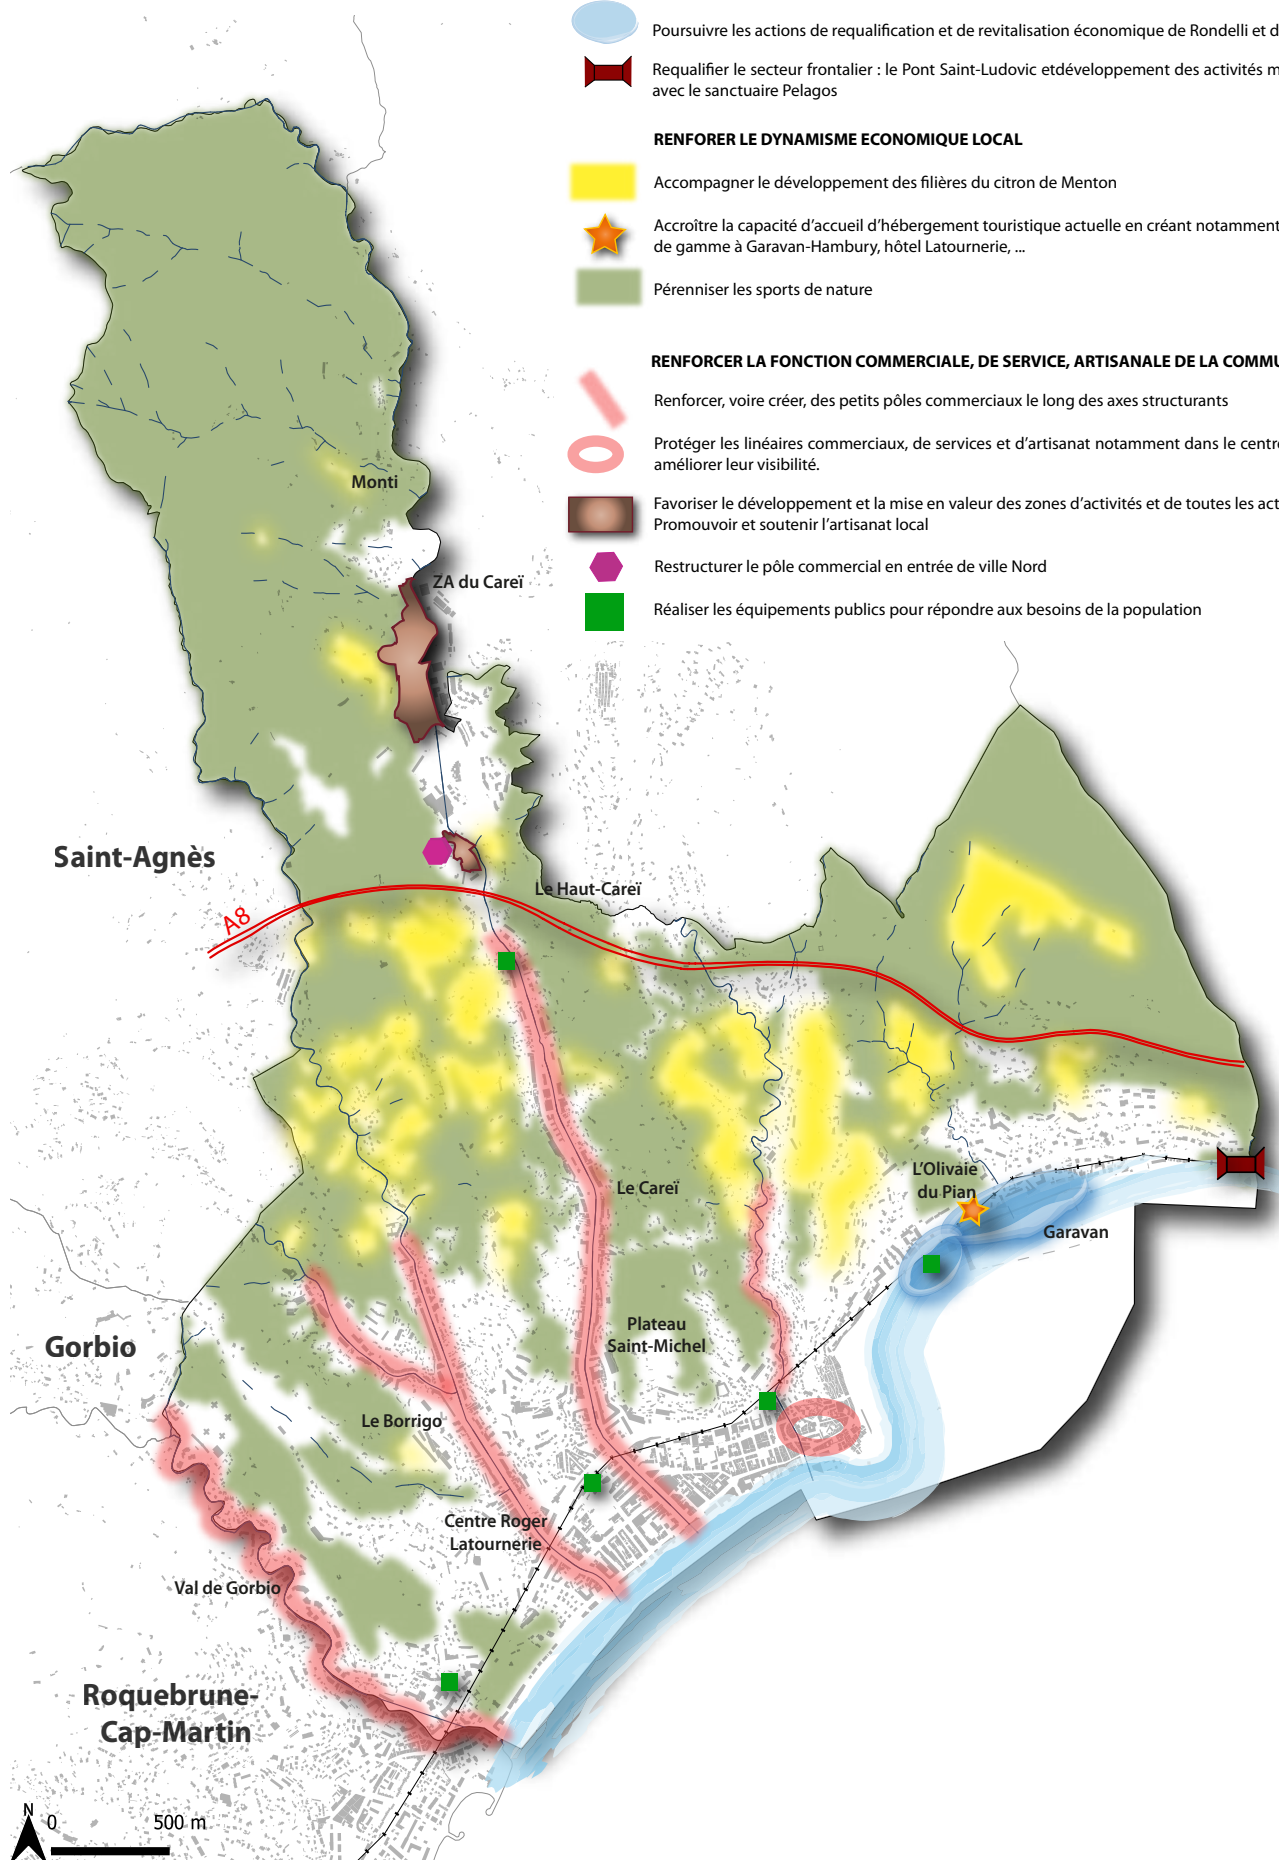 Poursuivre les actions de requalification et de revitalisation économique de Rondelli et d
Requalifier le secteur frontalier : le Pont Saint-Ludovic etdéveloppement des activités m
avec le sanctuaire Pelagos
RENFORER LE DYNAMISME ECONOMIQUE LOCAL
Accompagner le développement des filières du citron de Menton
Accroître la capacité d'accueil d'hébergement touristique actuelle en créant notamment
de gamme à Garavan-Hambury, hôtel Latournerie, ...
Pérenniser les sports de nature
RENFORCER LA FONCTION COMMERCIALE, DE SERVICE, ARTISANALE DE LA COMMU
Renforcer, voire créer, des petits pôles commerciaux le long des axes structurants
Protéger les linéaires commerciaux, de services et d'artisanat notamment dans le centre
améliorer leur visibilité.
Favoriser le développement et la mise en valeur des zones d'activités et de toutes les act
Promouvoir et soutenir l'artisanat local
Restructurer le pôle commercial en entrée de ville Nord
Réaliser les équipements publics pour répondre aux besoins de la population
Monti
ZA du Careï
Saint-Agnès
Le Haut-Careï
A8
L'Olivaie
du Pian
Le Careï
Garavan
Plateau
Saint-Michel
Gorbio
Le Borrigo
Centre Roger
Latournerie
Val de Gorbio
Roquebrune-
Cap-Martin
N
0 500 m